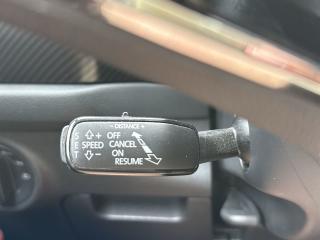 - DISTANCE +
S E T
⇧+ OFF
SPEED CANCEL
⇩- ON
RESUME